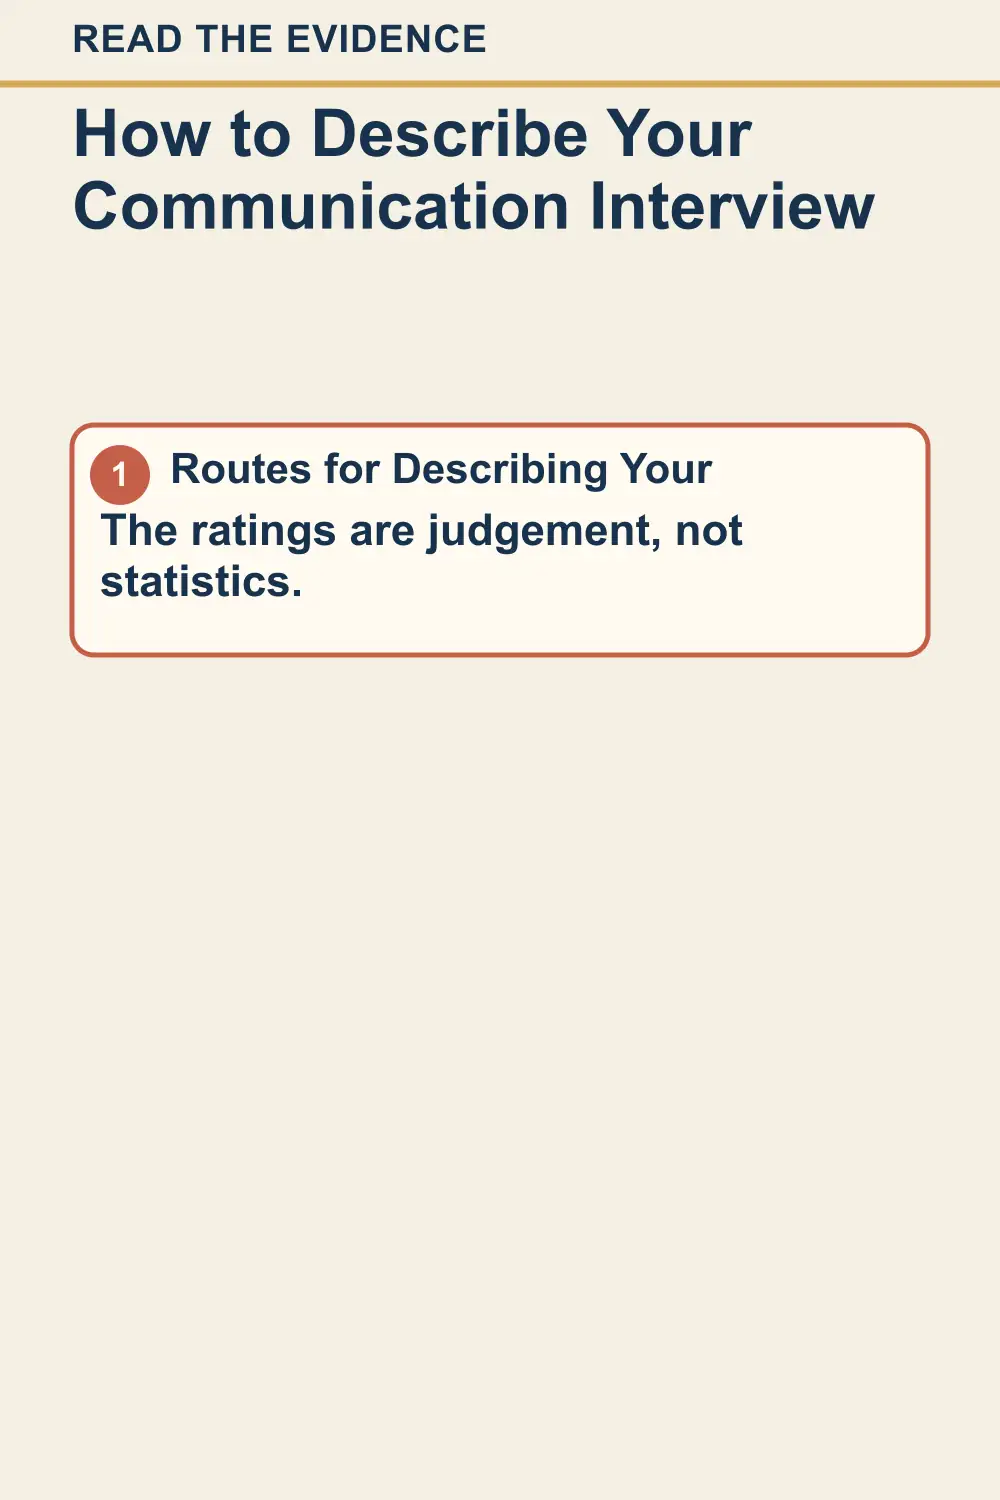 READ THE EVIDENCE
How to Describe Your
Communication Interview
1 Routes for Describing Your
The ratings are judgement, not
statistics.